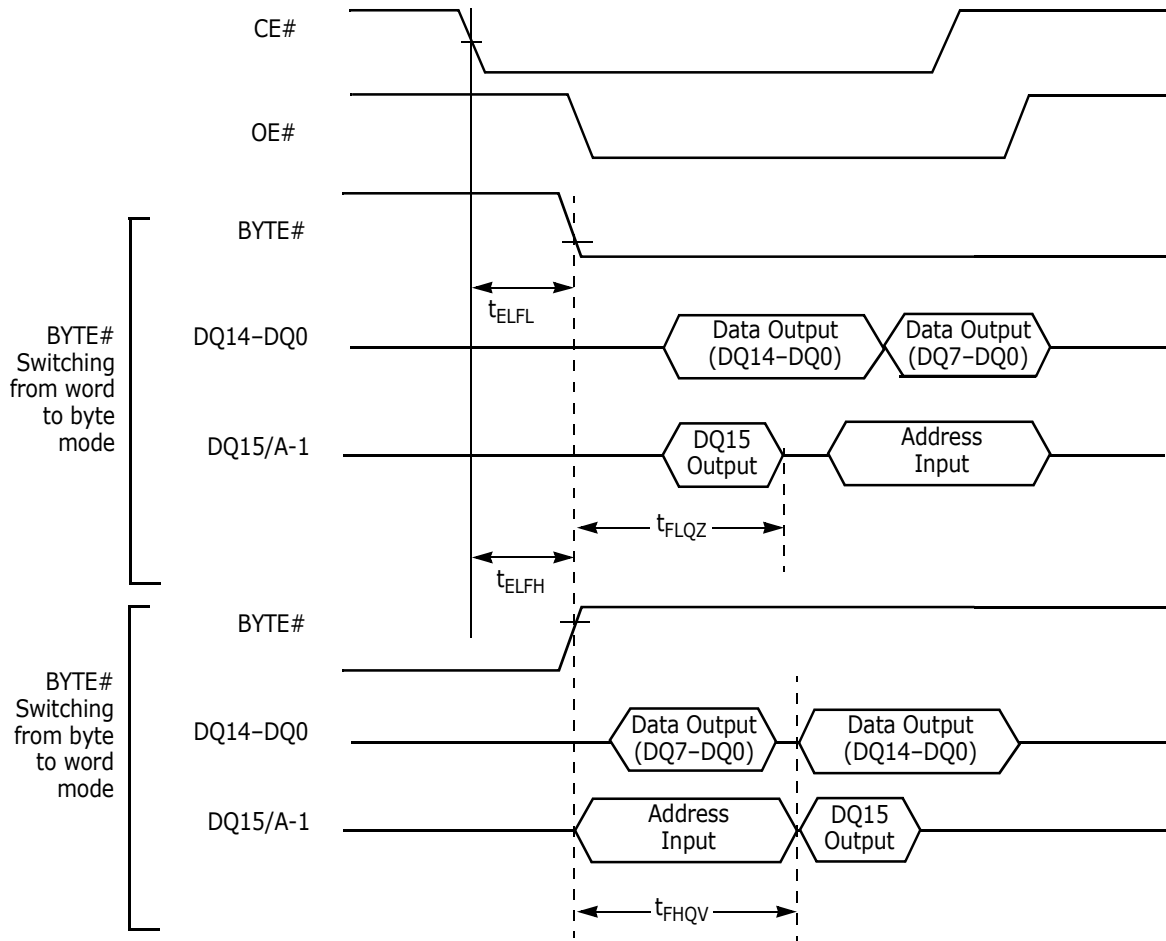 CE#
OE#
BYTE#
Switching
from word
to byte
mode
BYTE#
tELFL
DQ14–DQ0
Data Output
(DQ14–DQ0)
Data Output
(DQ7–DQ0)
DQ15/A-1
DQ15
Output
Address
Input
tFLQZ
tELFH
BYTE#
Switching
from byte
to word
mode
BYTE#
DQ14–DQ0
Data Output
(DQ7–DQ0)
Data Output
(DQ14–DQ0)
DQ15/A-1
Address
Input
DQ15
Output
tFHQV